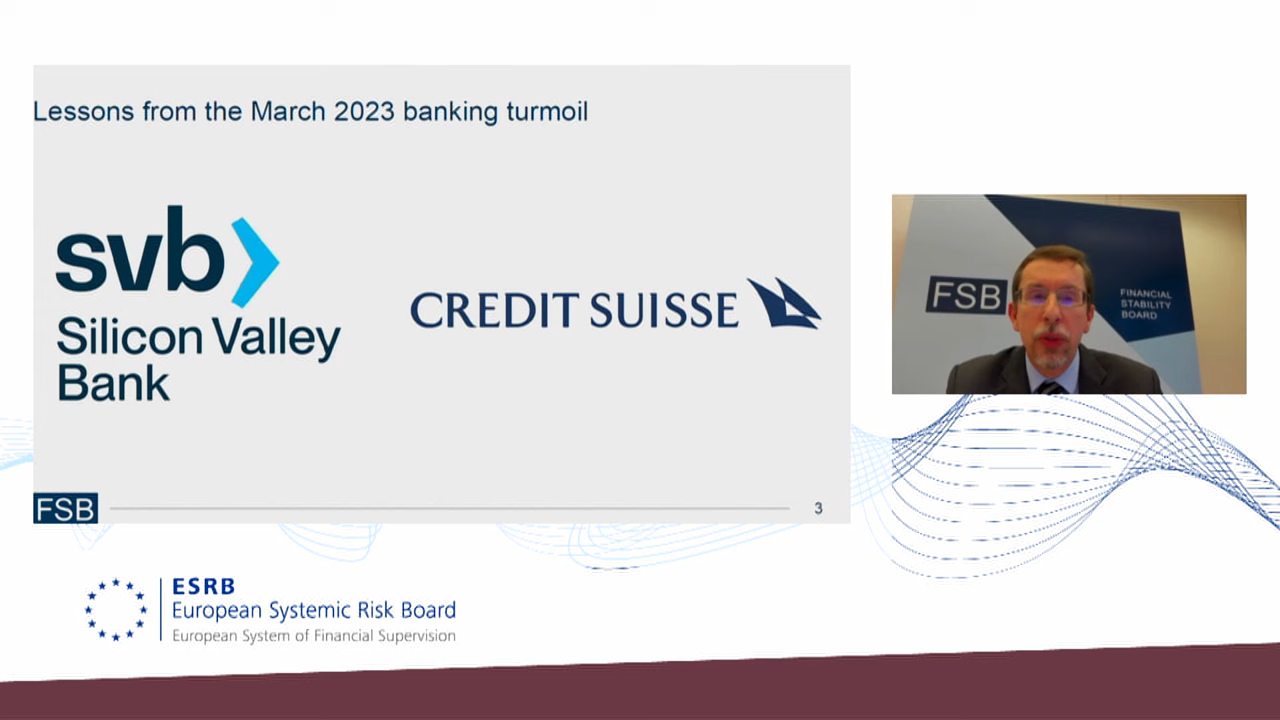 Lessons from the March 2023 banking turmoil
svb
Silicon Valley
Bank
CREDIT SUISSE
FSB
3
FSB
FINANCIAL
STABILITY
BOARD
ESRB
European Systemic Risk Board
European System of Financial Supervision